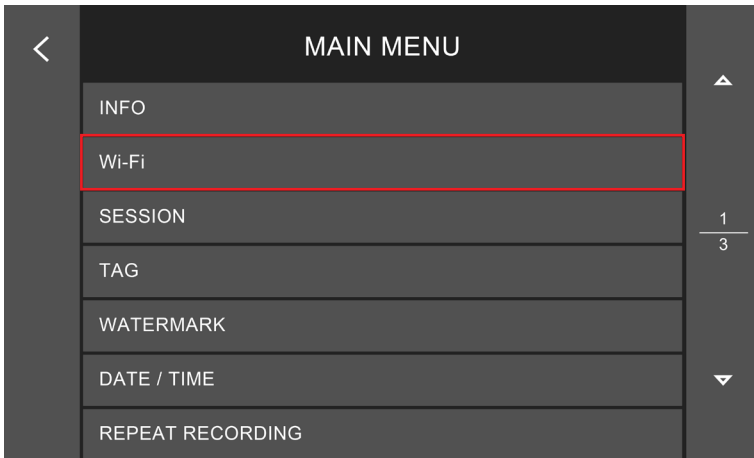 MAIN MENU
INFO
Wi-Fi
SESSION
TAG
WATERMARK
DATE / TIME
REPEAT RECORDING
1
3